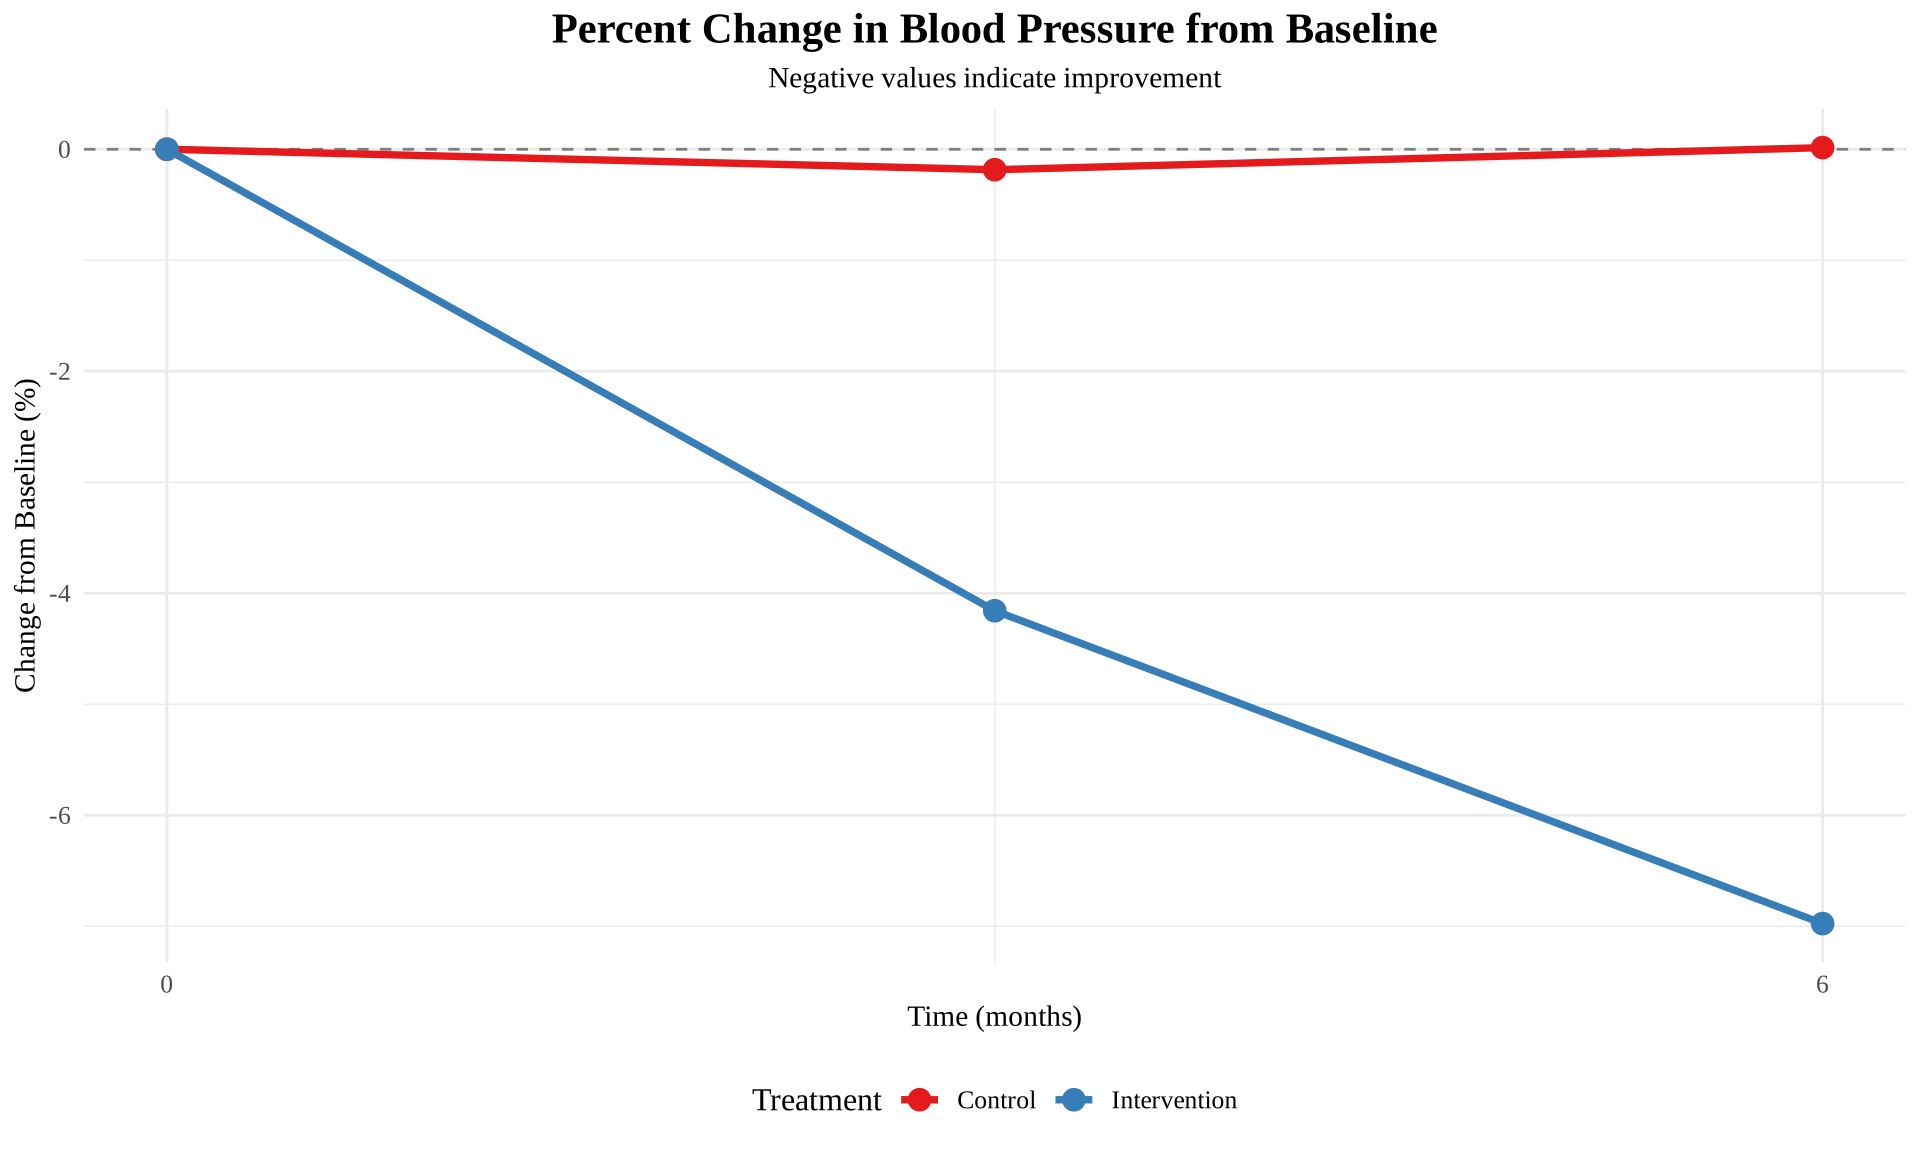 Percent Change in Blood Pressure from Baseline
Negative values indicate improvement
Change from Baseline (%)
0
-2
-4
-6
0
6
Time (months)
Treatment
Control
Intervention